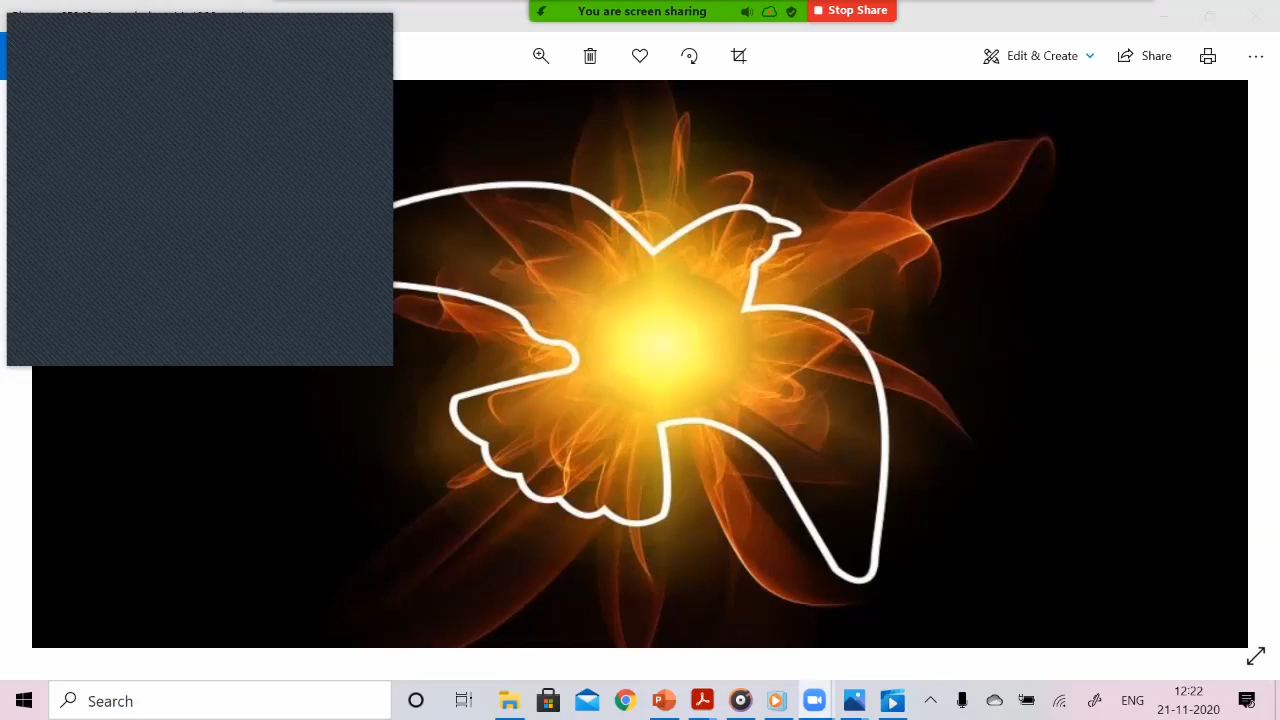 You are screen sharing
Stop Share
Edit & Create
Share
Search
ENG
12:22
21-11-2020